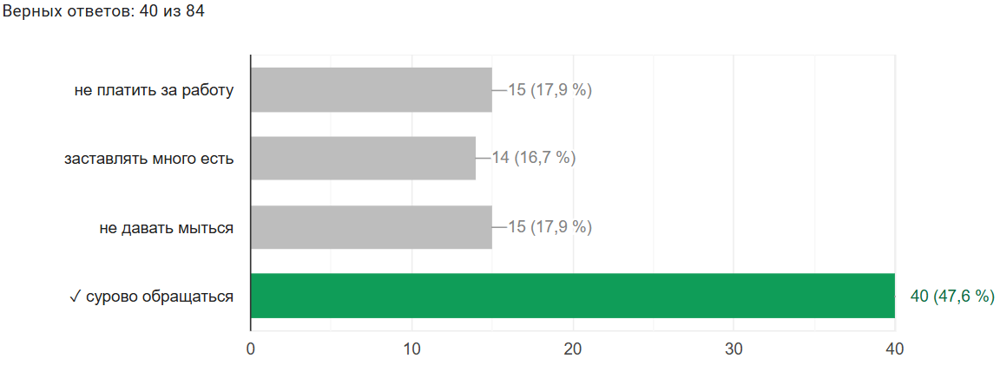 Верных ответов: 40 из 84
не платить за работу
15 (17,9 %)
заставлять много есть
14 (16,7 %)
не давать мыться
15 (17,9 %)
✓ сурово обращаться
40 (47,6 %)
0 10 20 30 40